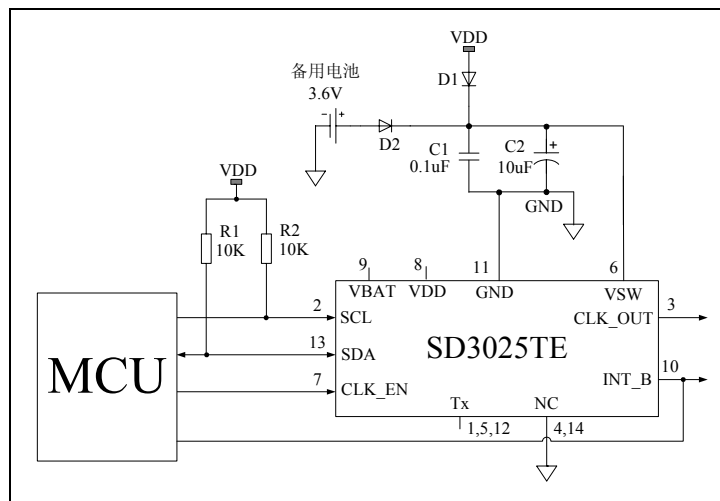 VDD
备用电池
3.6V
D1
- +
D2
C1
0.1uF
C2
10uF
+
VDD
GND
R1
10K
R2
10K
9
8
11
6
VBAT
VDD
GND
VSW
2
SCL
CLK_OUT
3
13
SDA
SD3025TE
MCU
7
CLK_EN
INT_B
10
Tx
NC
1,5,12
4,14